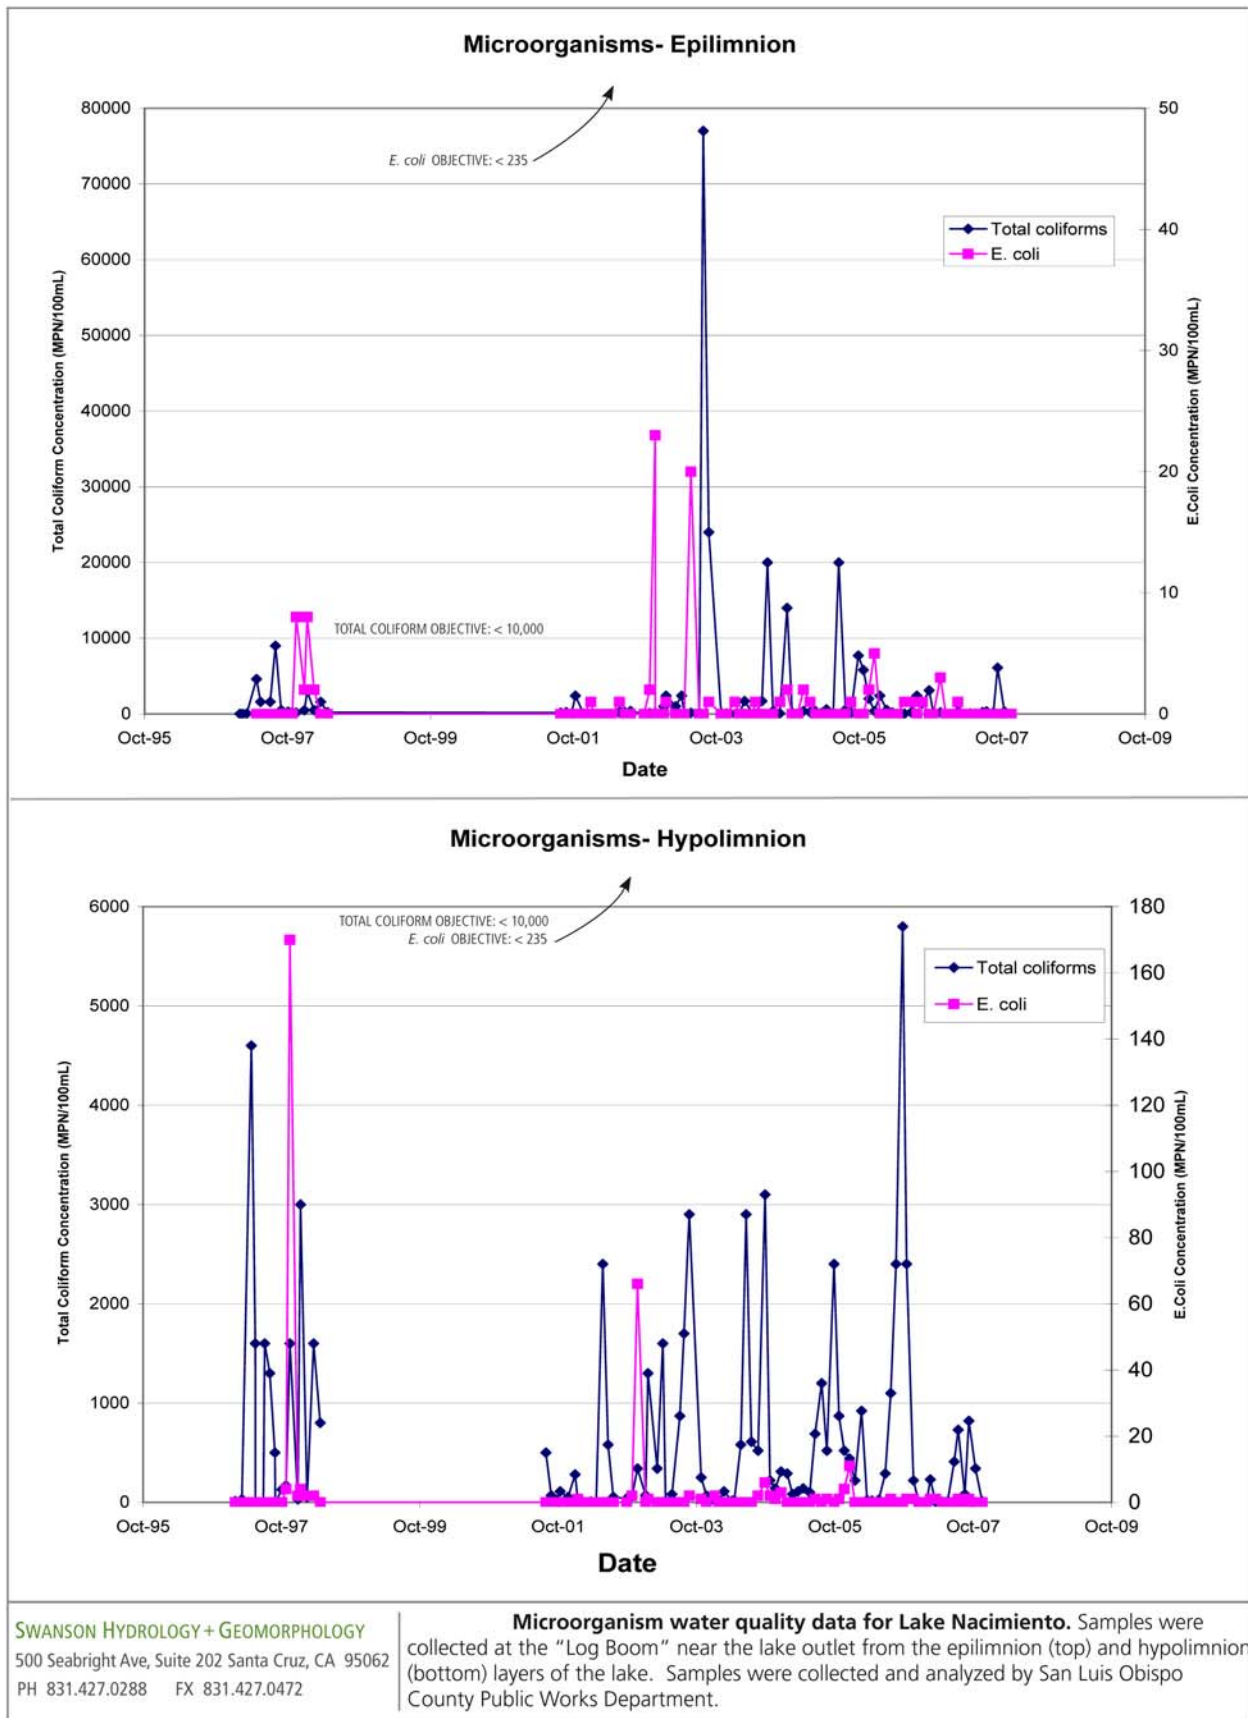 Microorganisms- Epilimnion
E. coli OBJECTIVE: < 235
Total Coliform Concentration (MPN/100mL)
80000
70000
60000
50000
40000
30000
20000
10000
0
50
40
30
20
10
0
E.Coli Concentration (MPN/100mL)
Total coliforms
E. coli
TOTAL COLIFORM OBJECTIVE: < 10,000
Oct-95 Oct-97 Oct-99 Oct-01 Oct-03 Oct-05 Oct-07 Oct-09
Date
Microorganisms- Hypolimnion
TOTAL COLIFORM OBJECTIVE: < 10,000
E. coli OBJECTIVE: < 235
Total Coliform Concentration (MPN/100mL)
6000
5000
4000
3000
2000
1000
0
180
160
140
120
100
80
60
40
20
0
E.Coli Concentration (MPN/100mL)
Total coliforms
E. coli
Oct-95 Oct-97 Oct-99 Oct-01 Oct-03 Oct-05 Oct-07 Oct-09
Date
SWANSON HYDROLOGY + GEOMORPHOLOGY
500 Seabright Ave, Suite 202 Santa Cruz, CA 95062
PH 831.427.0288 FX 831.427.0472
Microorganism water quality data for Lake Nacimiento. Samples were
collected at the “Log Boom” near the lake outlet from the epilimnion (top) and hypolimnion
(bottom) layers of the lake. Samples were collected and analyzed by San Luis Obispo
County Public Works Department.